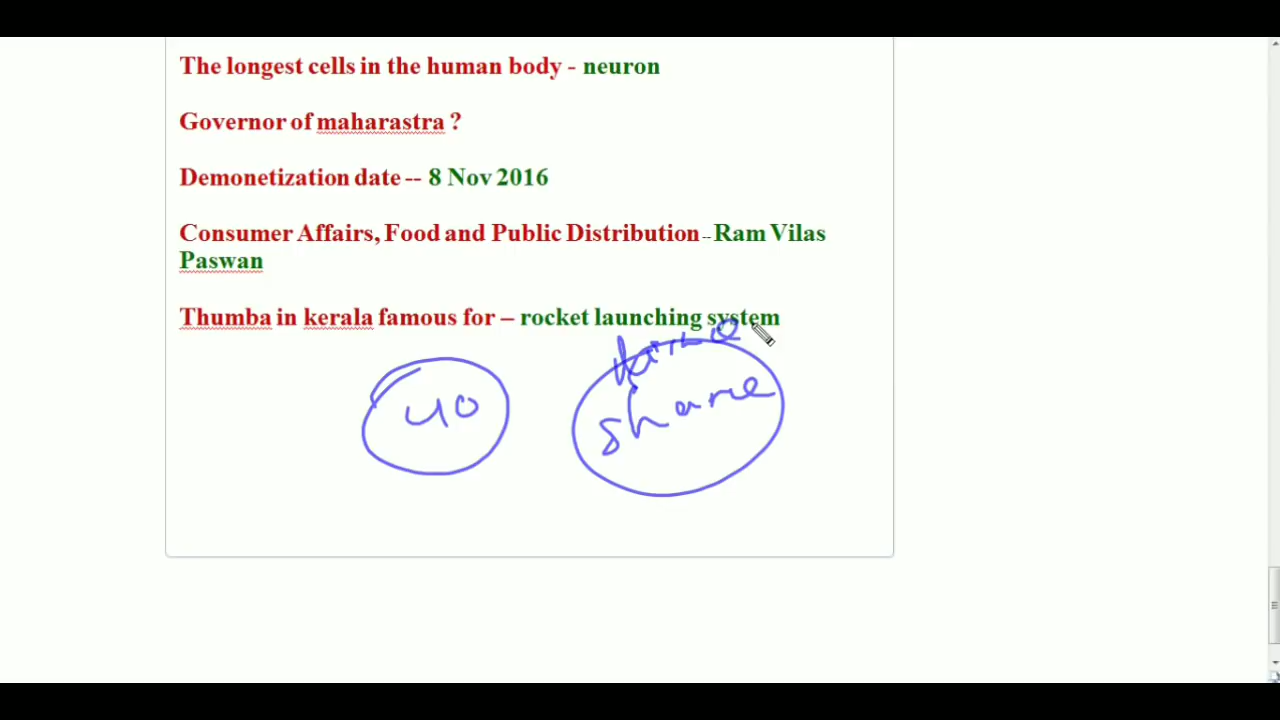 The longest cells in the human body - neuron
Governor of maharastra ?
Demonetization date -- 8 Nov 2016
Consumer Affairs, Food and Public Distribution -- Ram Vilas
Paswan
Thumba in kerala famous for – rocket launching system
40
share